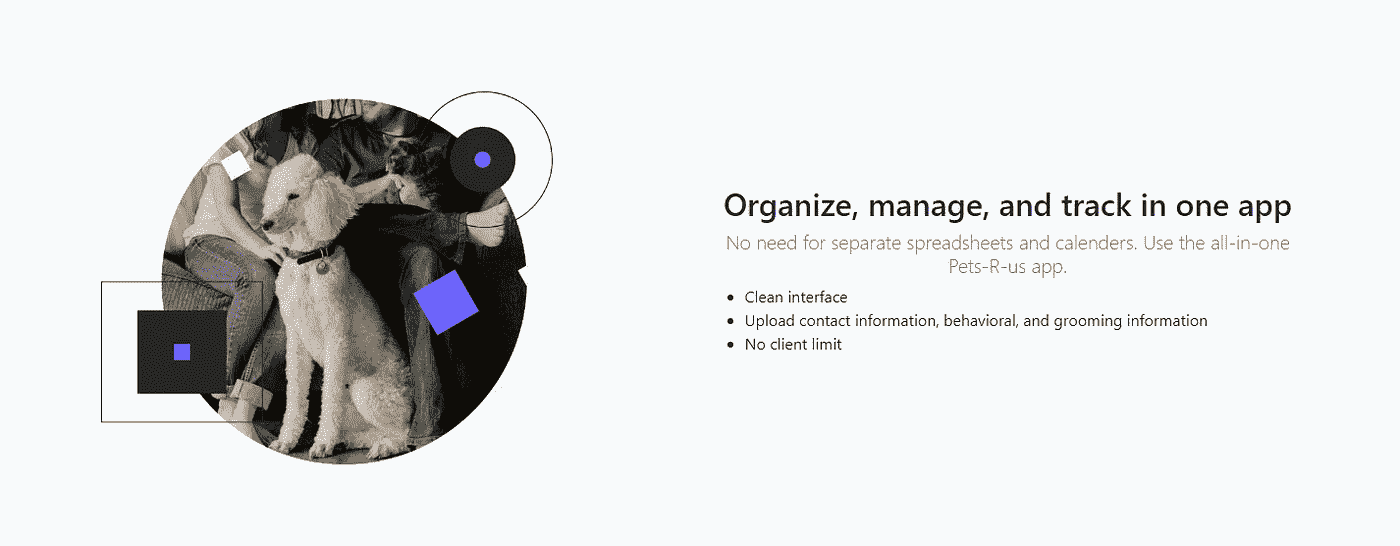 Organize, manage, and track in one app
No need for separate spreadsheets and calenders. Use the all-in-one
Pets-R-us app.
Clean interface
Upload contact information, behavioral, and grooming information
No client limit